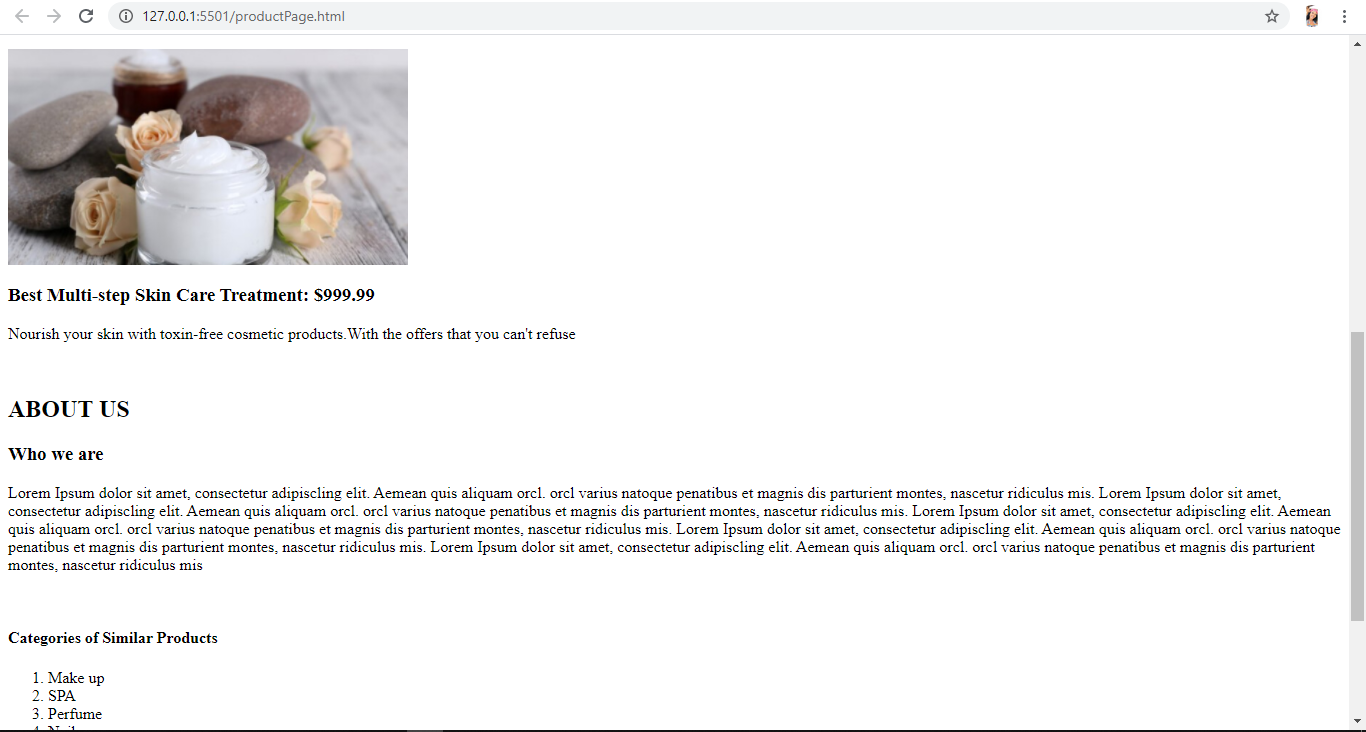 127.0.0.1:5501/productPage.html
Best Multi-step Skin Care Treatment: $999.99
Nourish your skin with toxin-free cosmetic products.With the offers that you can't refuse
ABOUT US
Who we are
Lorem Ipsum dolor sit amet, consectetur adipiscling elit. Aemean quis aliquam orcl. orcl varius natoque penatibus et magnis dis parturient montes, nascetur ridiculus mis. Lorem Ipsum dolor sit amet,
consectetur adipiscling elit. Aemean quis aliquam orcl. orcl varius natoque penatibus et magnis dis parturient montes, nascetur ridiculus mis. Lorem Ipsum dolor sit amet, consectetur adipiscling elit. Aemean
quis aliquam orcl. orcl varius natoque penatibus et magnis dis parturient montes, nascetur ridiculus mis. Lorem Ipsum dolor sit amet, consectetur adipiscling elit. Aemean quis aliquam orcl. orcl varius natoque
penatibus et magnis dis parturient montes, nascetur ridiculus mis. Lorem Ipsum dolor sit amet, consectetur adipiscling elit. Aemean quis aliquam orcl. orcl varius natoque penatibus et magnis dis parturient
montes, nascetur ridiculus mis
Categories of Similar Products
1. Make up
2. SPA
3. Perfume